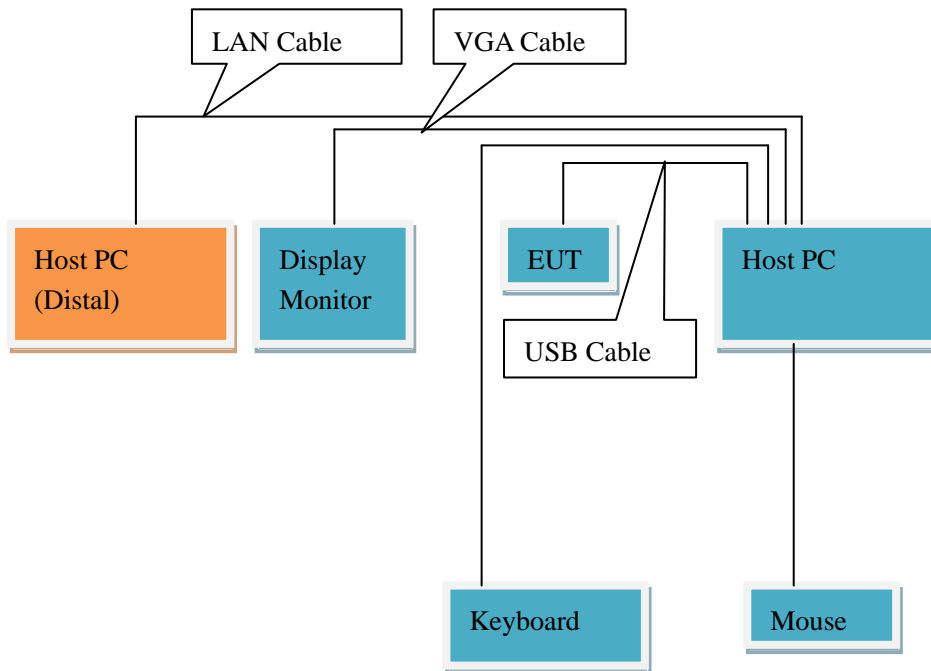 LAN Cable
VGA Cable
Host PC
(Distal)
Display
Monitor
EUT
Host PC
USB Cable
Keyboard
Mouse